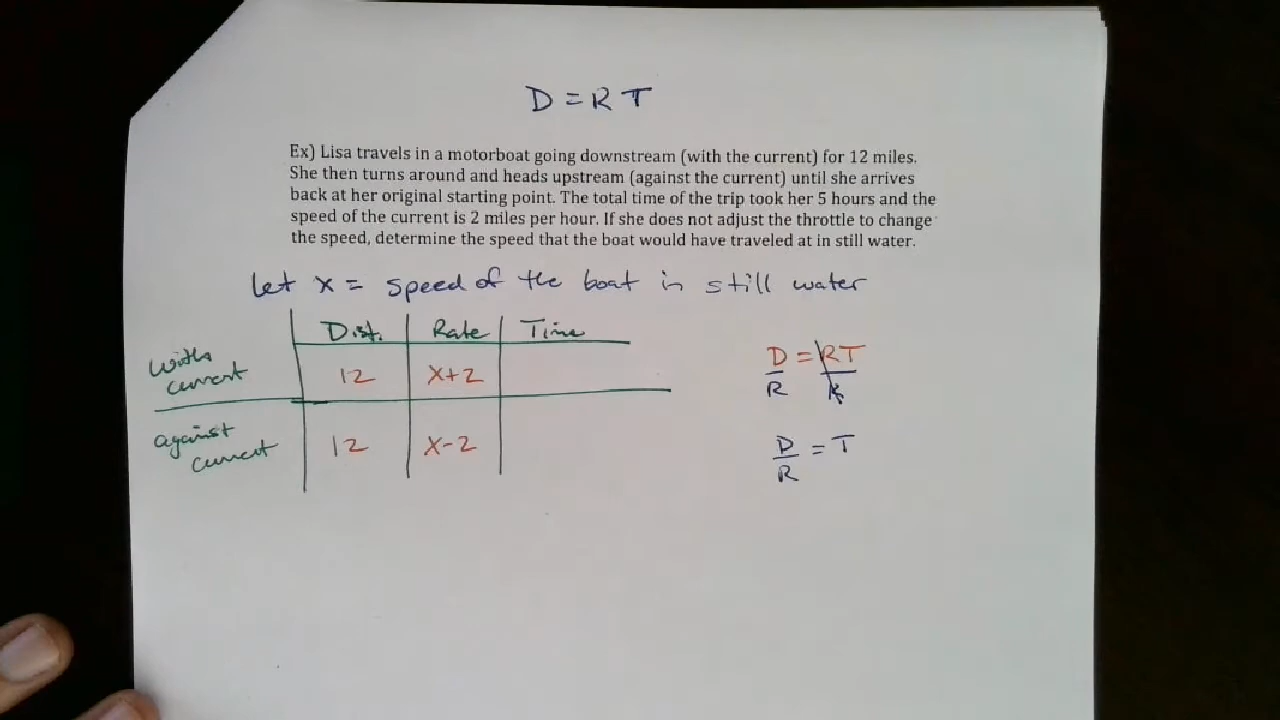 D = R T
Ex) Lisa travels in a motorboat going downstream (with the current) for 12 miles.
She then turns around and heads upstream (against the current) until she arrives
back at her original starting point. The total time of the trip took her 5 hours and the
speed of the current is 2 miles per hour. If she does not adjust the throttle to change
the speed, determine the speed that the boat would have traveled at in still water.
Let x = speed of the boat in still water
Dist. Rate Time
with current 12 x+2
against current 12 x-2
D/R = RT/R
D/R = T